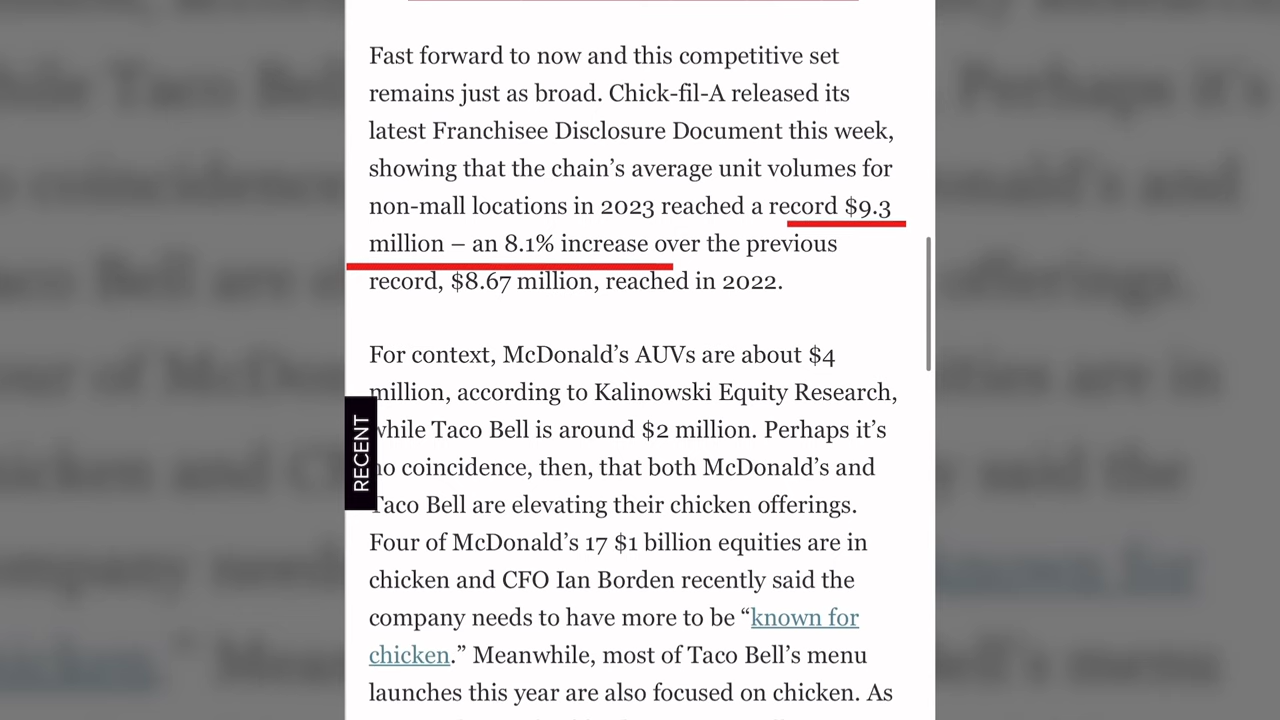 Fast forward to now and this competitive set
remains just as broad. Chick-fil-A released its
latest Franchisee Disclosure Document this week,
showing that the chain’s average unit volumes for
non-mall locations in 2023 reached a record $9.3
million – an 8.1% increase over the previous
record, $8.67 million, reached in 2022.
For context, McDonald’s AUVs are about $4
million, according to Kalinowski Equity Research,
while Taco Bell is around $2 million. Perhaps it’s
no coincidence, then, that both McDonald’s and
Taco Bell are elevating their chicken offerings.
Four of McDonald’s 17 $1 billion equities are in
chicken and CFO Ian Borden recently said the
company needs to have more to be “known for
chicken.” Meanwhile, most of Taco Bell’s menu
launches this year are also focused on chicken. As
RECENT